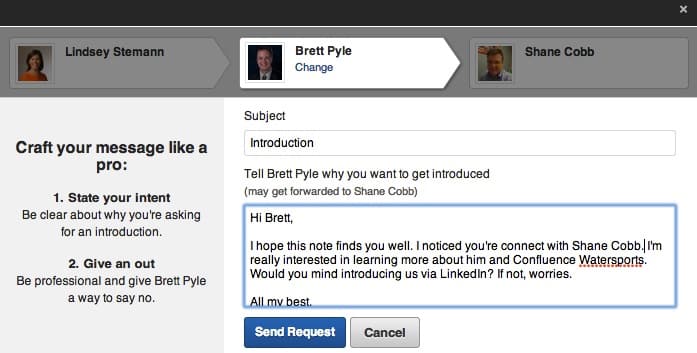 ×
Lindsey Stemann
Brett Pyle
Change
Shane Cobb
Craft your message like a
pro:
1. State your intent
Be clear about why you're asking
for an introduction.
2. Give an out
Be professional and give Brett Pyle
a way to say no.
Subject
Introduction
Tell Brett Pyle why you want to get introduced
(may get forwarded to Shane Cobb)
Hi Brett,
I hope this note finds you well. I noticed you're connect with Shane Cobb. I'm
really interested in learning more about him and Confluence Watersports.
Would you mind introducing us via LinkedIn? If not, worries.
All my best,
Send Request
Cancel